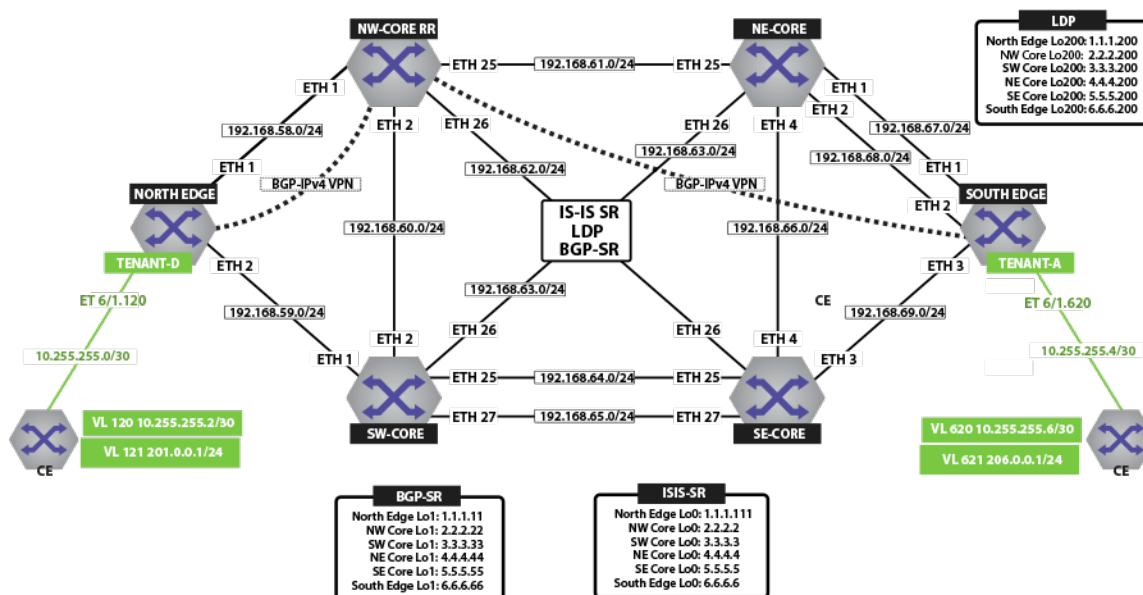 NW-CORE RR
NE-CORE
LDP
North Edge Lo200: 1.1.1.200
NW Core Lo200: 2.2.2.200
SW Core Lo200: 3.3.3.200
NE Core Lo200: 4.4.4.200
SE Core Lo200: 5.5.5.200
South Edge Lo200: 6.6.6.200
ETH 25
192.168.61.0/24
ETH 25
ETH 1
ETH 2
ETH 26
ETH 26
ETH 4
ETH 1
ETH 2
192.168.58.0/24
192.168.62.0/24
192.168.63.0/24
192.168.67.0/24
192.168.68.0/24
ETH 1
BGP-IPv4 VPN
BGP-IPv4 VPN
ETH 1
ETH 2
NORTH EDGE
SOUTH EDGE
IS-IS SR
LDP
BGP-SR
192.168.60.0/24
192.168.66.0/24
TENANT-D
ETH 2
ETH 3
TENANT-A
ET 6/1.120
192.168.63.0/24
CE
ET 6/1.620
192.168.59.0/24
192.168.69.0/24
ETH 2
ETH 26
ETH 26
ETH 4
10.255.255.0/30
ETH 1
ETH 3
10.255.255.4/30
ETH 25
192.168.64.0/24
ETH 25
ETH 27
192.168.65.0/24
ETH 27
SW-CORE
SE-CORE
VL 120 10.255.255.2/30
VL 121 201.0.0.1/24
CE
VL 620 10.255.255.6/30
VL 621 206.0.0.1/24
CE
BGP-SR
North Edge Lo1: 1.1.1.11
NW Core Lo1: 2.2.2.22
SW Core Lo1: 3.3.3.33
NE Core Lo1: 4.4.4.44
SE Core Lo1: 5.5.5.55
South Edge Lo1: 6.6.6.66
ISIS-SR
North Edge Lo0: 1.1.1.111
NW Core Lo0: 2.2.2.2
SW Core Lo0: 3.3.3.3
NE Core Lo0: 4.4.4.4
SE Core Lo0: 5.5.5.5
South Edge Lo0: 6.6.6.6